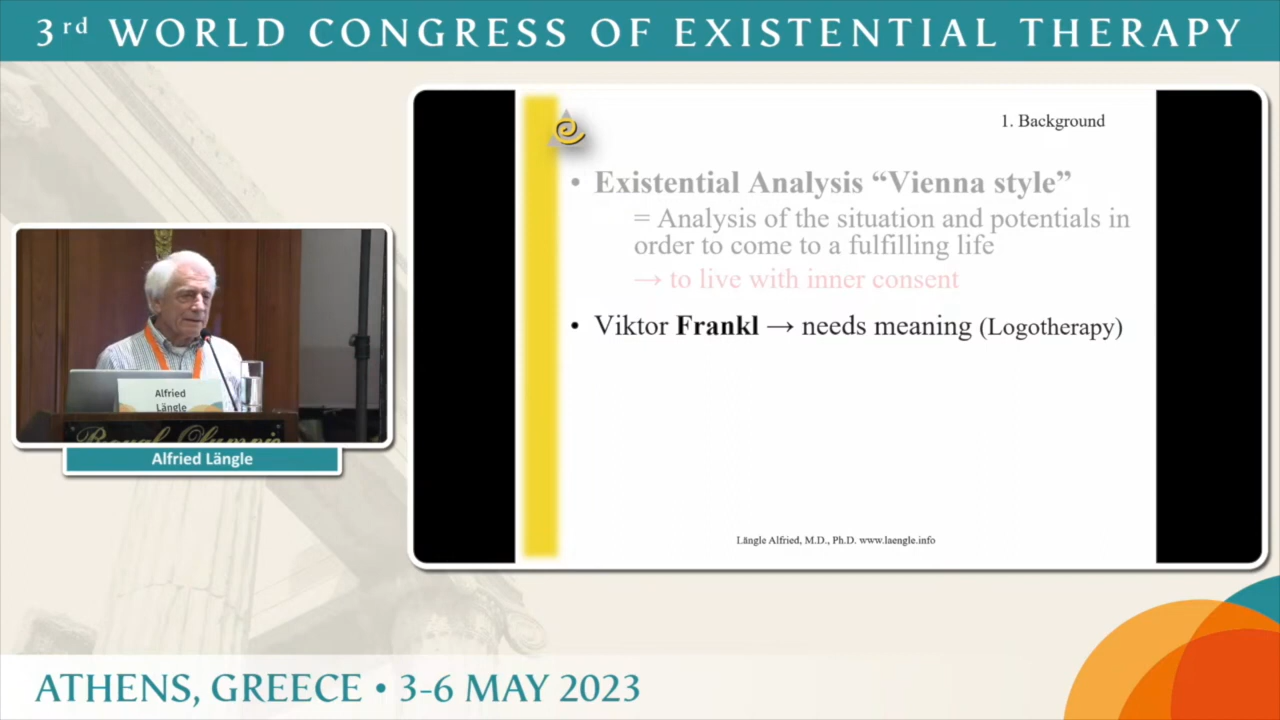 3rd WORLD CONGRESS OF EXISTENTIAL THERAPY
1. Background
• Existential Analysis “Vienna style”
= Analysis of the situation and potentials in
order to come to a fulfilling life
→ to live with inner consent
• Viktor Frankl → needs meaning (Logotherapy)
Längle Alfried, M.D., Ph.D. www.laengle.info
Alfried
Längle
Royal Olympic
Alfried Längle
ATHENS, GREECE • 3-6 MAY 2023